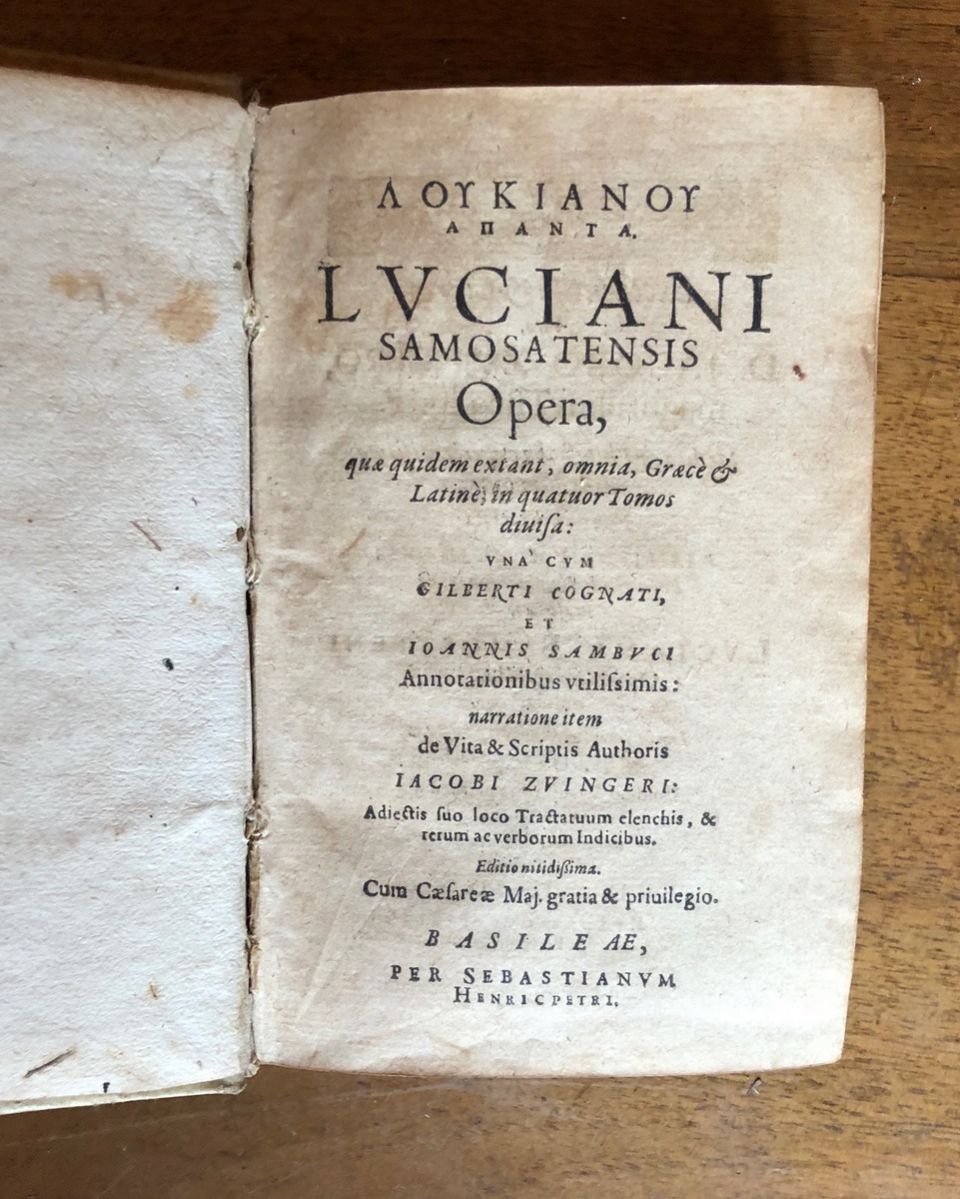 ΛΟΥΚΙΑΝΟΥ
ΑΠΑΝΤΑ.
LVCIANI
SAMOSATENSIS
Opera,
quæ quidem extant, omnia, Græcè &
Latinè, in quatuor Tomos
diuiſa:
VNÀ CVM
GILBERTI COGNATI,
ET
IOANNIS SAMBVCI
Annotationibus vtiliſsimis:
narratione item
de Vita & Scriptis Authoris
IACOBI ZVINGERI:
Adiectis ſuo loco Tractatuum elenchis, &
rerum ac verborum Indicibus.
Editio nitidiſſima.
Cum Cæſareæ Maj. gratia & priuilegio.
BASILEAE,
PER SEBASTIANVM
HENRICPETRI.